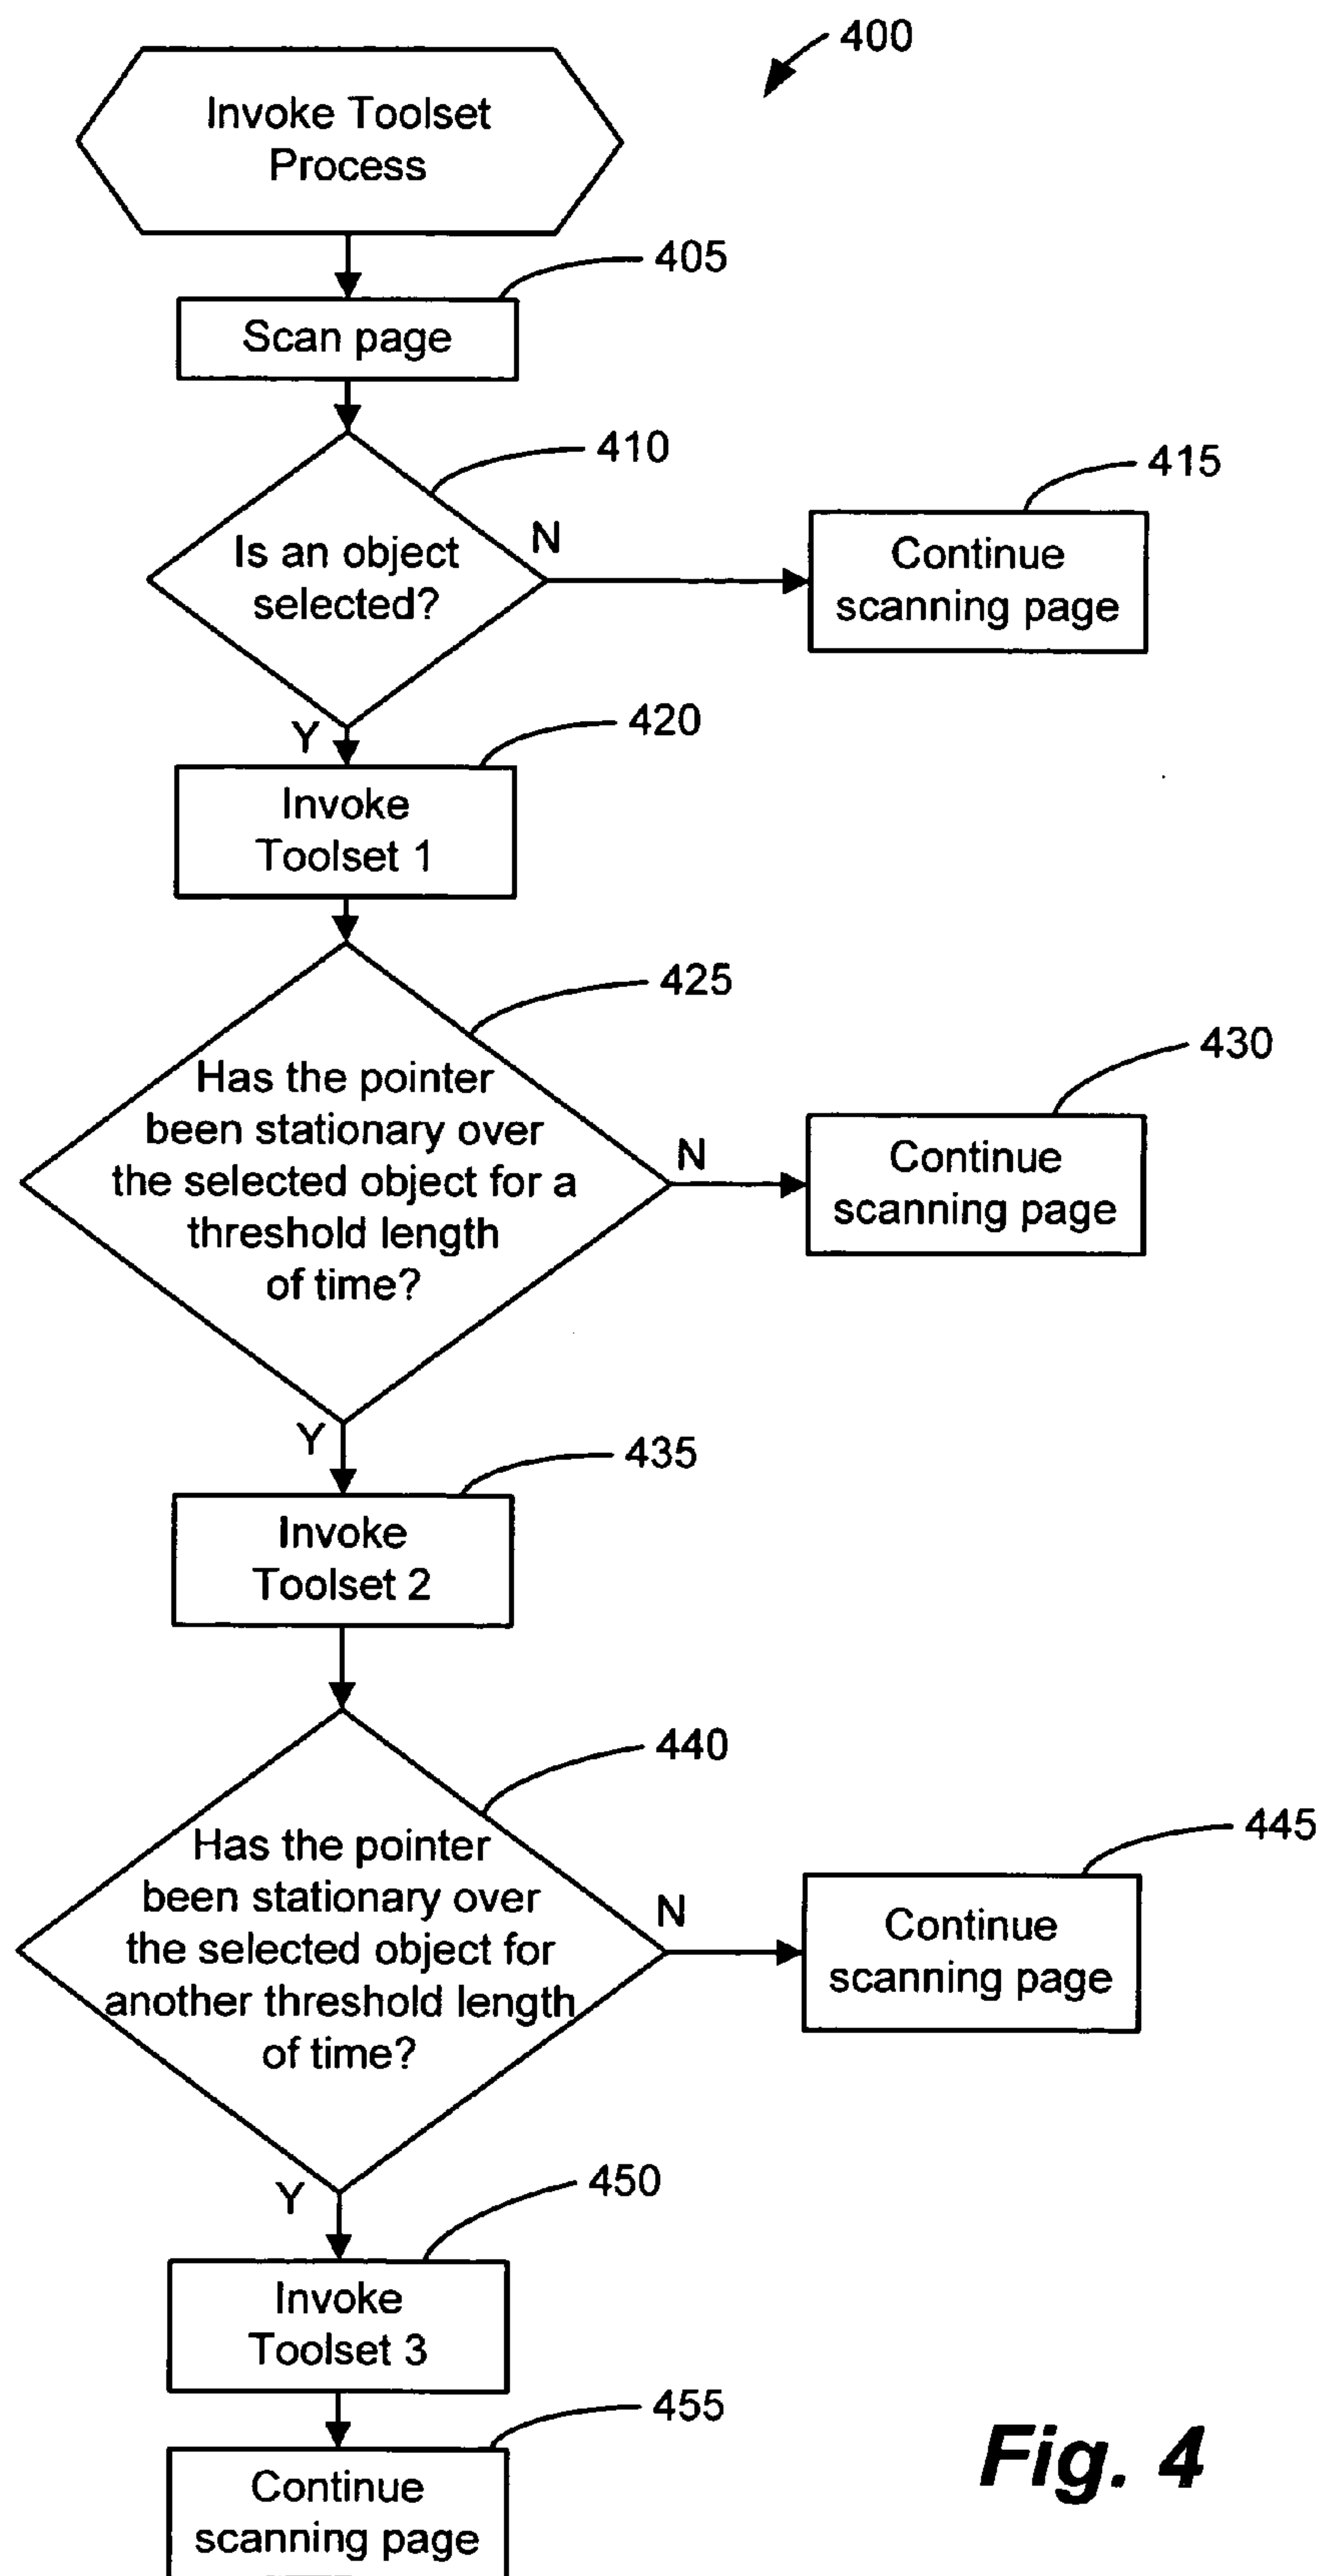 400
Invoke Toolset
Process
405
Scan page
410
Is an object
selected?
N
415
Continue
scanning page
Y
420
Invoke
Toolset 1
425
Has the pointer
been stationary over
the selected object for a
threshold length
of time?
N
430
Continue
scanning page
Y
435
Invoke
Toolset 2
440
Has the pointer
been stationary over
the selected object for
another threshold length
of time?
N
445
Continue
scanning page
Y
450
Invoke
Toolset 3
455
Continue
scanning page
Fig. 4